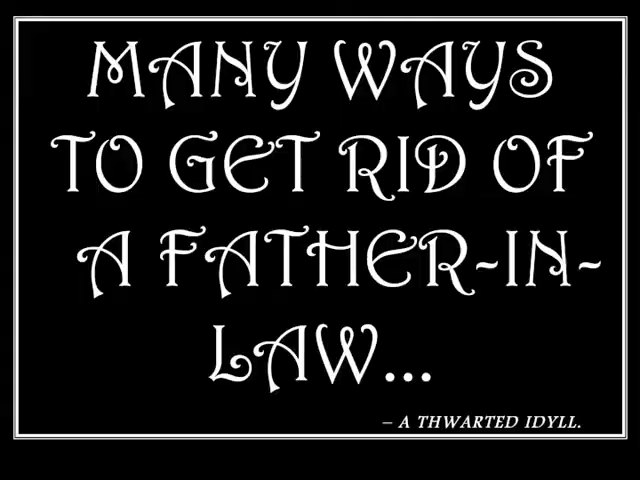 MANY WAYS
TO GET RID OF
A FATHER-IN-
LAW...
– A THWARTED IDYLL.